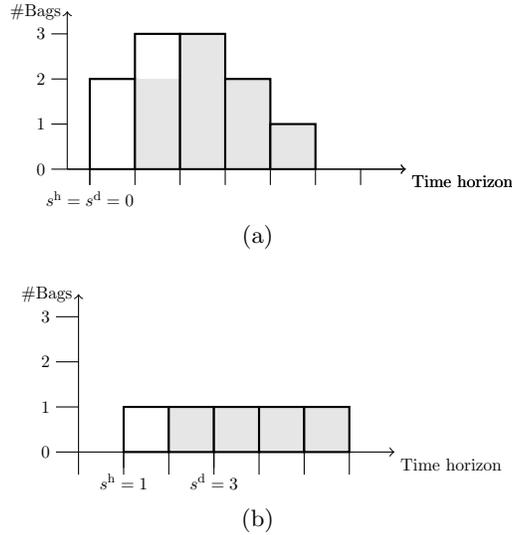 #Bags
3
2
1
0
Time horizon
sʰ = sᵈ = 0
(a)
#Bags
3
2
1
0
Time horizon
sʰ = 1 sᵈ = 3
(b)